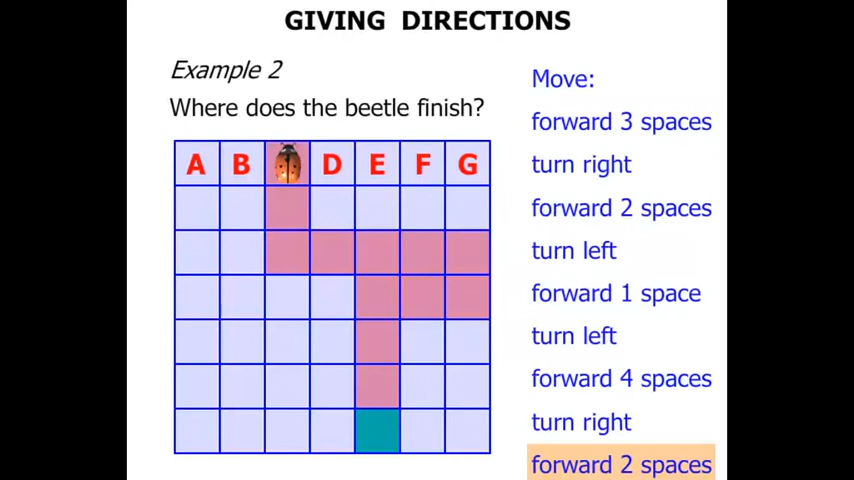 GIVING DIRECTIONS
Example 2
Where does the beetle finish?
A B D E F G
Move:
forward 3 spaces
turn right
forward 2 spaces
turn left
forward 1 space
turn left
forward 4 spaces
turn right
forward 2 spaces